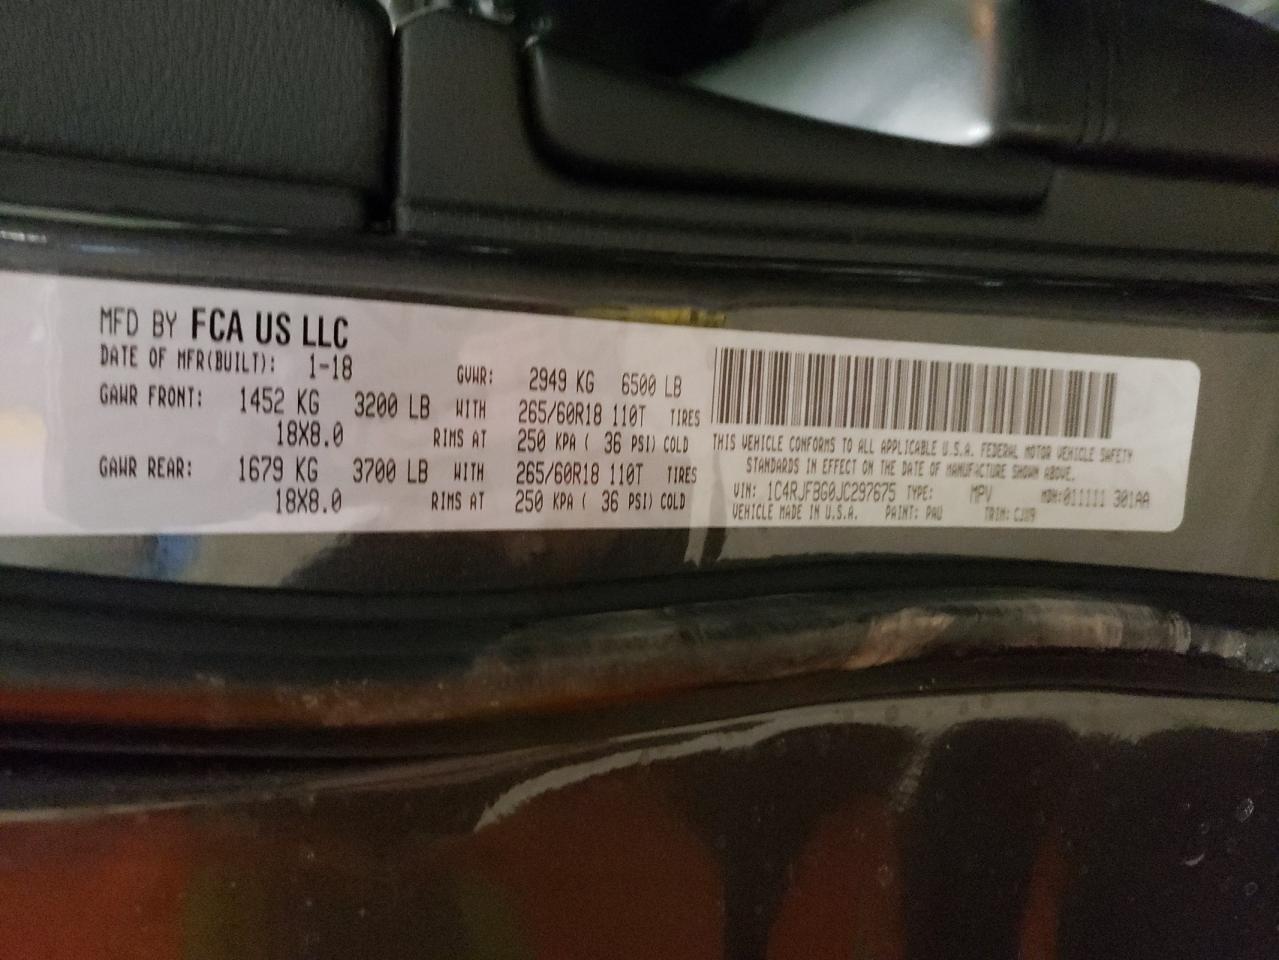 MFD BY FCA US LLC
DATE OF MFR(BUILT): 1-18 GVWR: 2949 KG 6500 LB
GAWR FRONT: 1452 KG 3200 LB WITH 265/60R18 110T TIRES
18X8.0 RIMS AT 250 KPA ( 36 PSI) COLD
GAWR REAR: 1679 KG 3700 LB WITH 265/60R18 110T TIRES
18X8.0 RIMS AT 250 KPA ( 36 PSI) COLD
THIS VEHICLE CONFORMS TO ALL APPLICABLE U.S.A. FEDERAL MOTOR VEHICLE SAFETY
STANDARDS IN EFFECT ON THE DATE OF MANUFACTURE SHOWN ABOVE.
VIN: 1C4RJFBG0JC297675 TYPE: MPV MDH:011111 301AA
VEHICLE MADE IN U.S.A. PAINT: PAU TRIM: